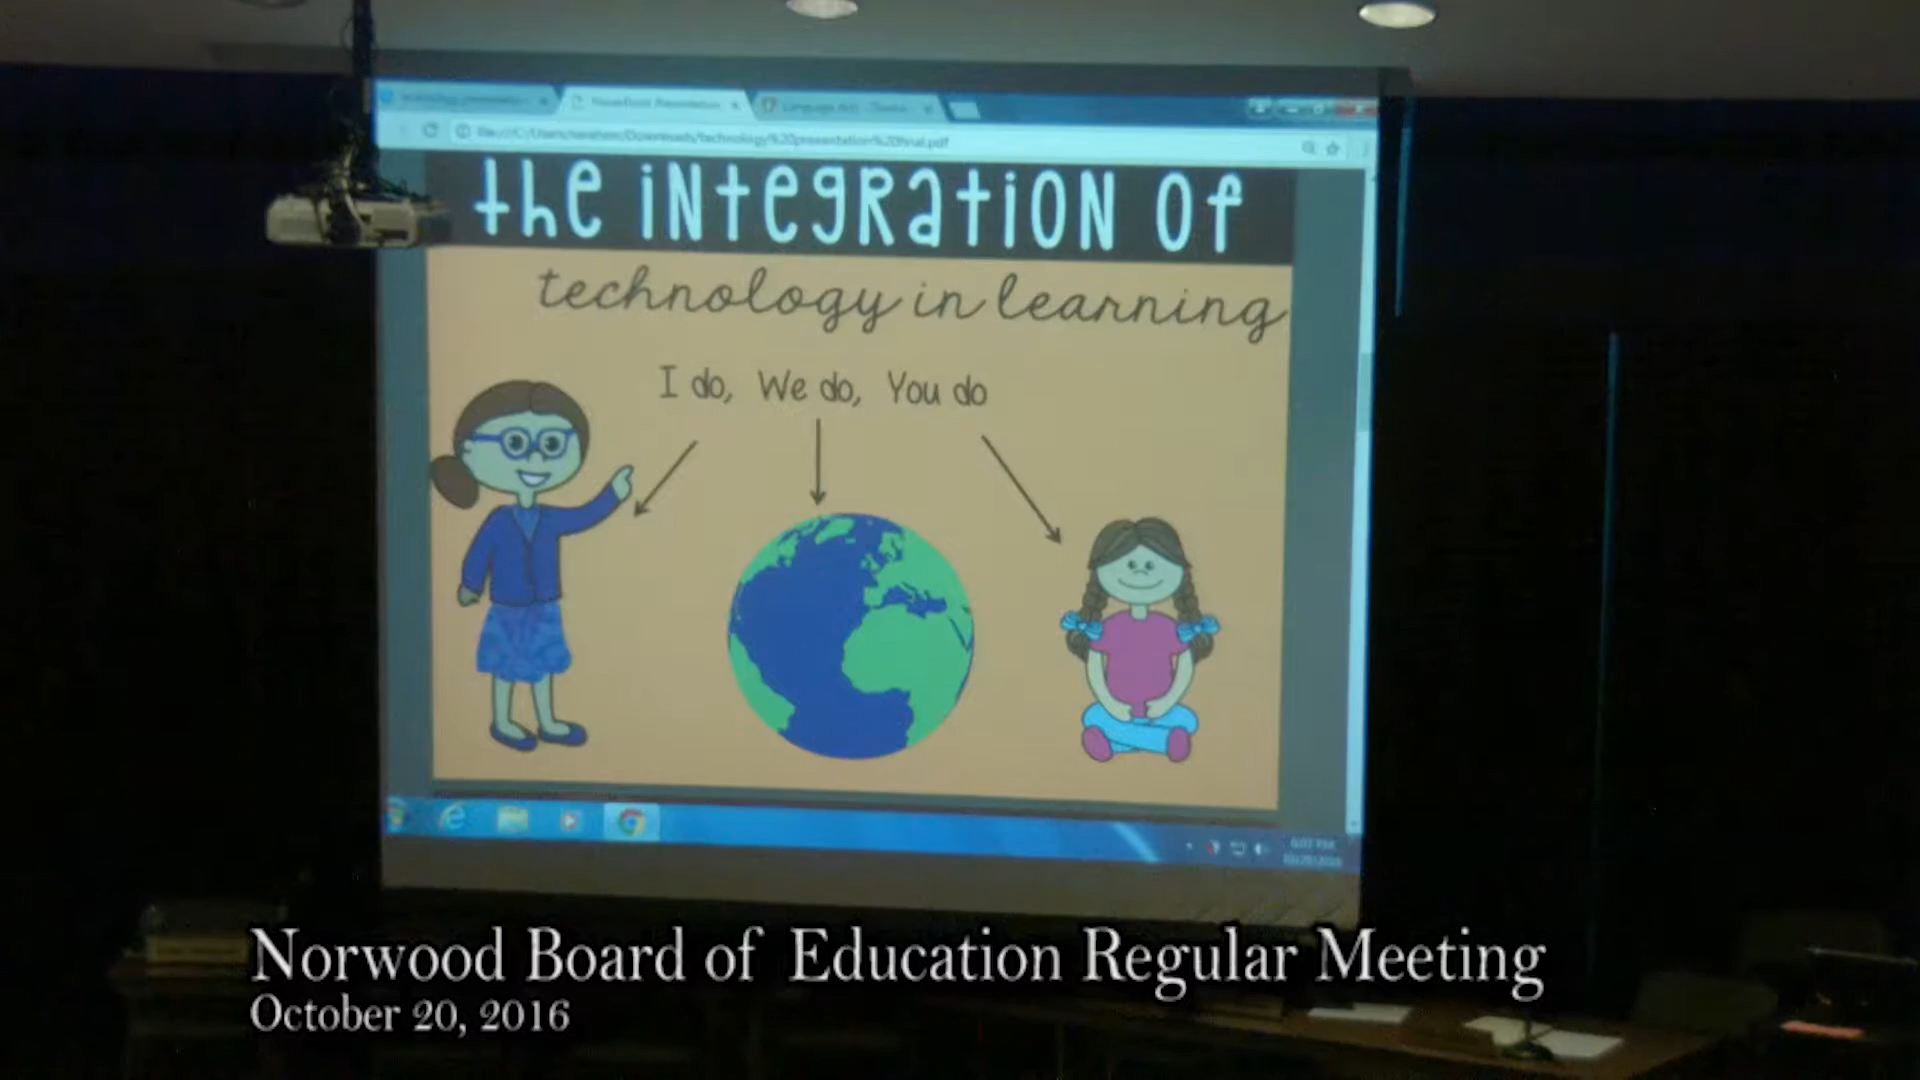 the iNtegRatiON Of
technology in learning
I do, We do, You do
Norwood Board of Education Regular Meeting
October 20, 2016